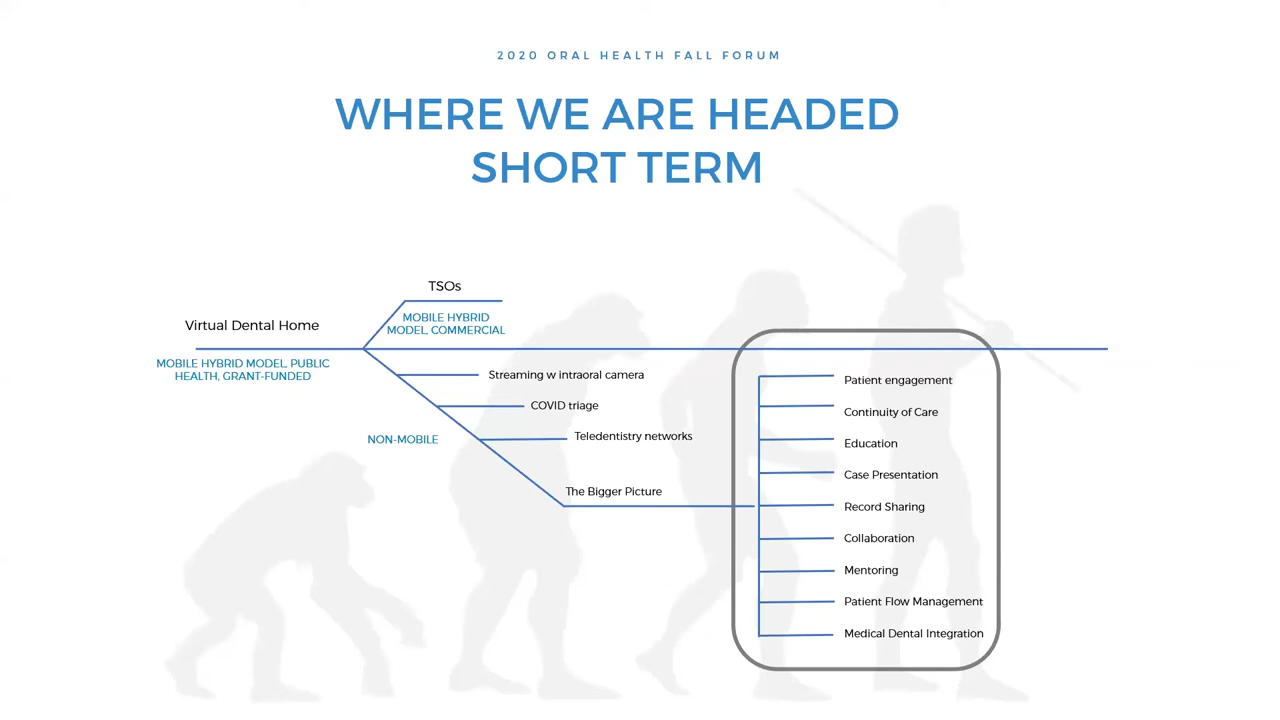 2020 ORAL HEALTH FALL FORUM
WHERE WE ARE HEADED
SHORT TERM
TSOs
MOBILE HYBRID
MODEL, COMMERCIAL
Virtual Dental Home
MOBILE HYBRID MODEL, PUBLIC
HEALTH, GRANT-FUNDED
Streaming w intraoral camera
COVID triage
Teledentistry networks
NON-MOBILE
The Bigger Picture
Patient engagement
Continuity of Care
Education
Case Presentation
Record Sharing
Collaboration
Mentoring
Patient Flow Management
Medical Dental Integration